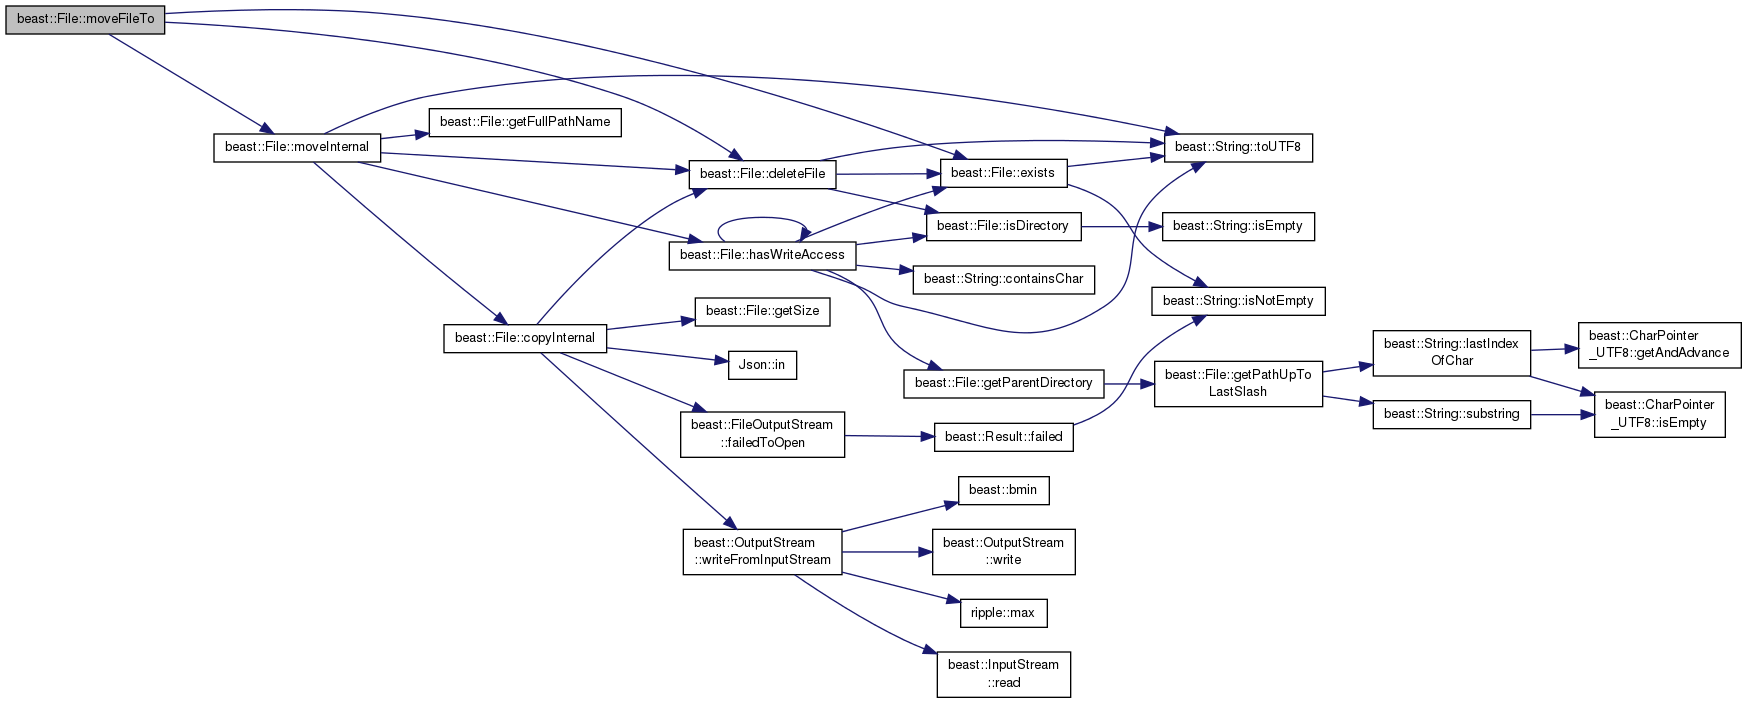 beast::File::moveFileTo
beast::File::moveInternal
beast::File::getFullPathName
beast::File::deleteFile
beast::File::exists
beast::String::toUTF8
beast::File::isDirectory
beast::String::isEmpty
beast::File::hasWriteAccess
beast::String::containsChar
beast::String::isNotEmpty
beast::File::copyInternal
beast::File::getSize
Json::in
beast::File::getParentDirectory
beast::File::getPathUpTo
LastSlash
beast::String::lastIndex
OfChar
beast::CharPointer
_UTF8::getAndAdvance
beast::String::substring
beast::CharPointer
_UTF8::isEmpty
beast::FileOutputStream
::failedToOpen
beast::Result::failed
beast::OutputStream
::writeFromInputStream
beast::bmin
beast::OutputStream
::write
ripple::max
beast::InputStream
::read